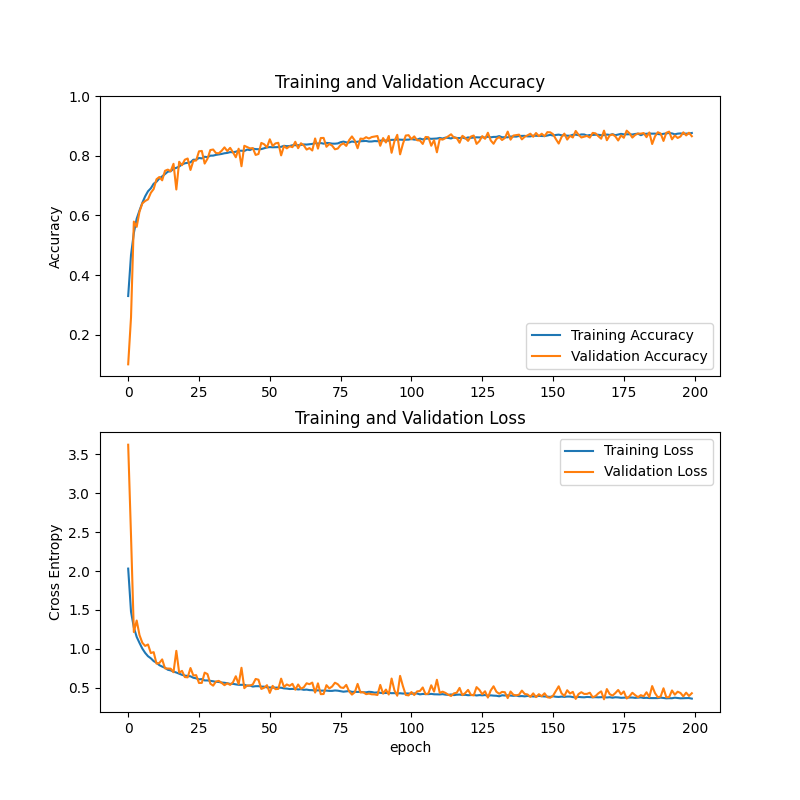 Training and Validation Accuracy
1.0
0.8
0.6
0.4
0.2
Accuracy
Training Accuracy
Validation Accuracy
0 25 50 75 100 125 150 175 200
Training and Validation Loss
3.5
3.0
2.5
2.0
1.5
1.0
0.5
Cross Entropy
Training Loss
Validation Loss
0 25 50 75 100 125 150 175 200
epoch